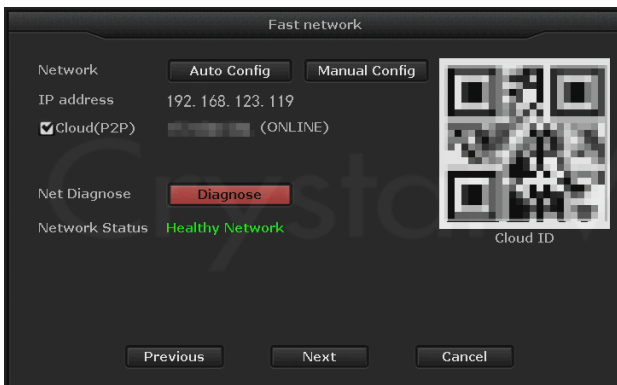 Fast network
Network Auto Config Manual Config
IP address 192. 168. 123. 119
Cloud(P2P) (ONLINE)
Net Diagnose Diagnose
Network Status Healthy Network
Cloud ID
Previous Next Cancel